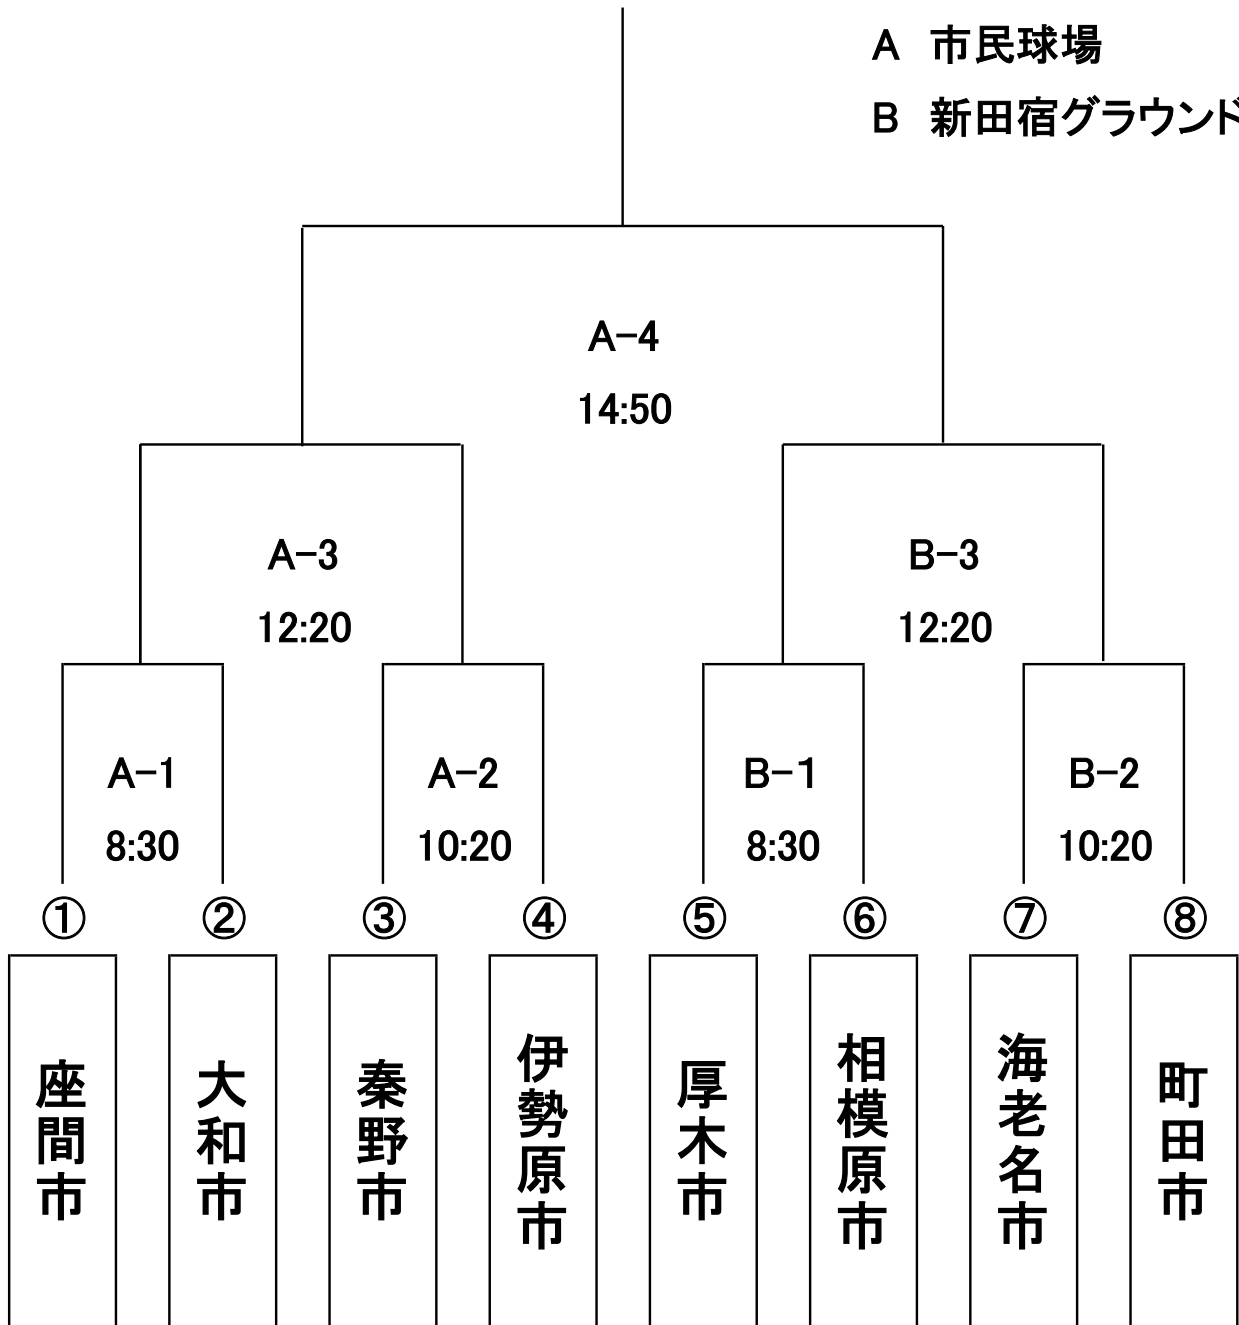 A 市民球場
B 新田宿グラウンド
A-4
14:50
A-3
B-3
12:20
12:20
A-1
A-2
B-1
B-2
8:30
10:20
8:30
10:20
①
②
③
④
⑤
⑥
⑦
⑧
座間市
大和市
秦野市
伊勢原市
厚木市
相模原市
海老名市
町田市